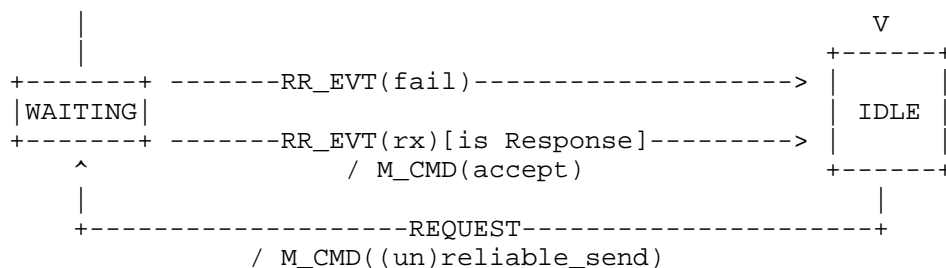 |                                                 V
|                                              +------+
+-------+ -------RR_EVT(fail)--------------------> |      |
|WAITING|                                          | IDLE |
+-------+ -------RR_EVT(rx)[is Response]---------> |      |
^                / M_CMD(accept)               +------+
|                                                 |
+--------------------REQUEST----------------------+
/ M_CMD((un)reliable_send)